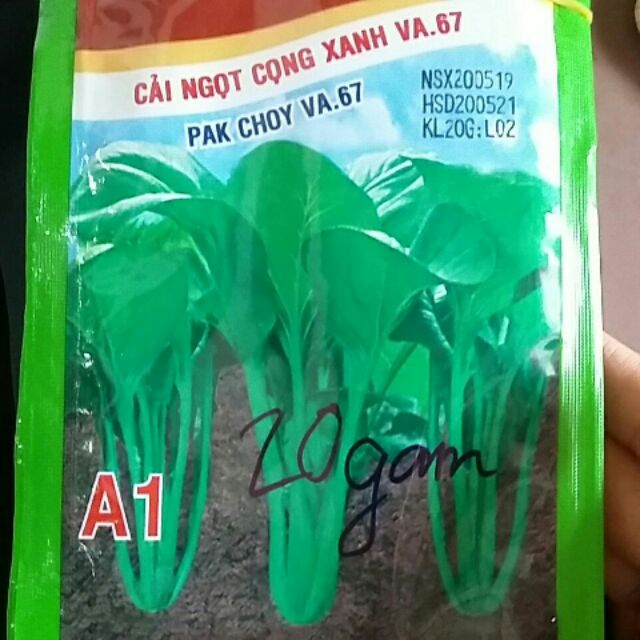 CẢI NGỌT CỌNG XANH VA.67
PAK CHOY VA.67
NSX200519
HSD200521
KL20G:L02
20gam
A1